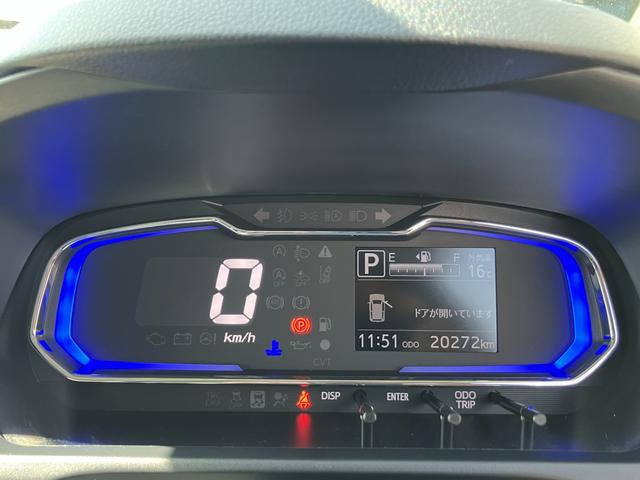 P E F 外気温 16℃
0 km/h
ドアが開いています
11:51 ODO 20272km
CVT
DISP ENTER ODO TRIP